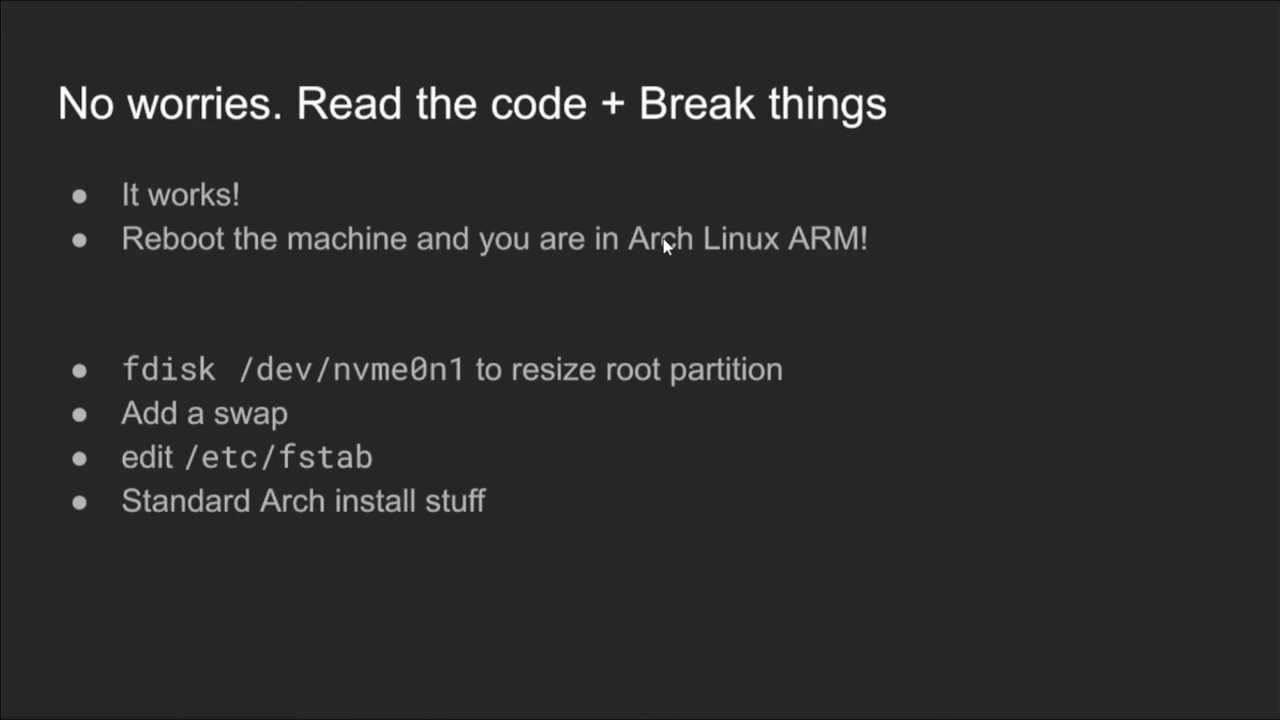 No worries. Read the code + Break things
● It works!
● Reboot the machine and you are in Arch Linux ARM!
● fdisk /dev/nvme0n1 to resize root partition
● Add a swap
● edit /etc/fstab
● Standard Arch install stuff